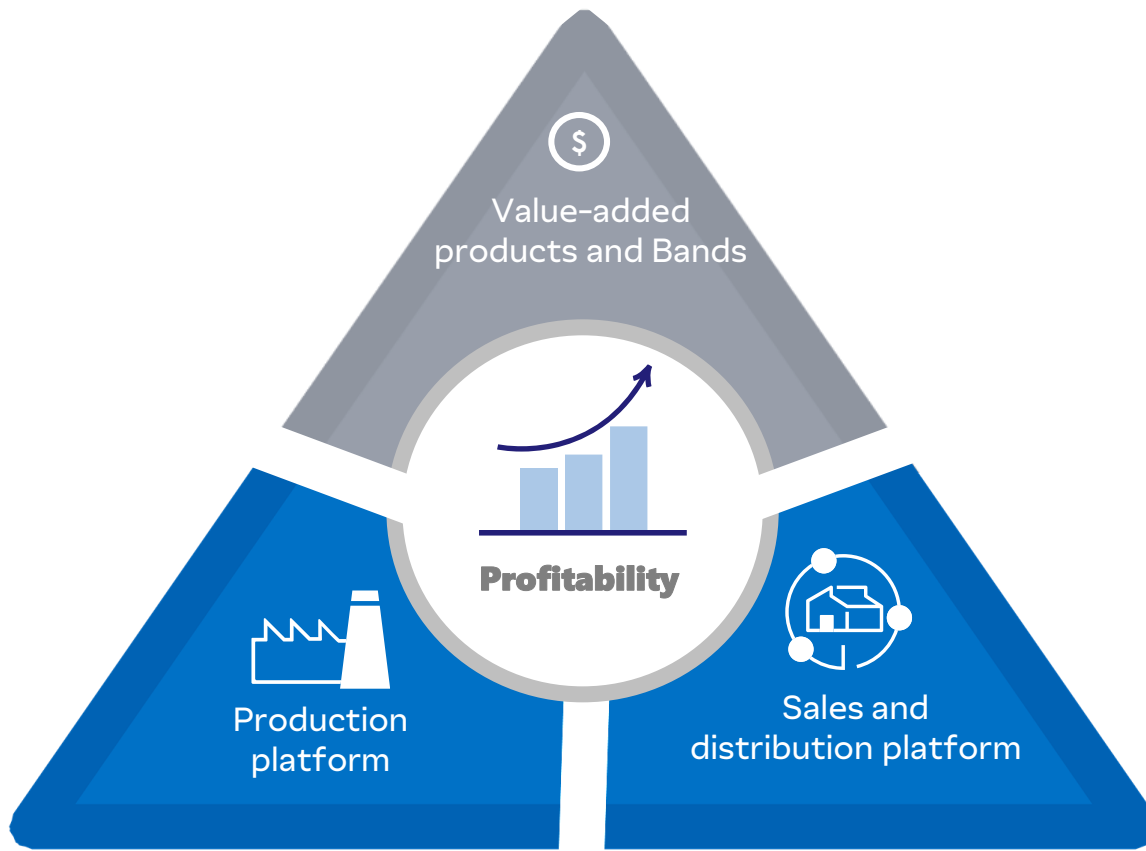 $
Value-added
products and Bands
Profitability
Production
platform
Sales and
distribution platform